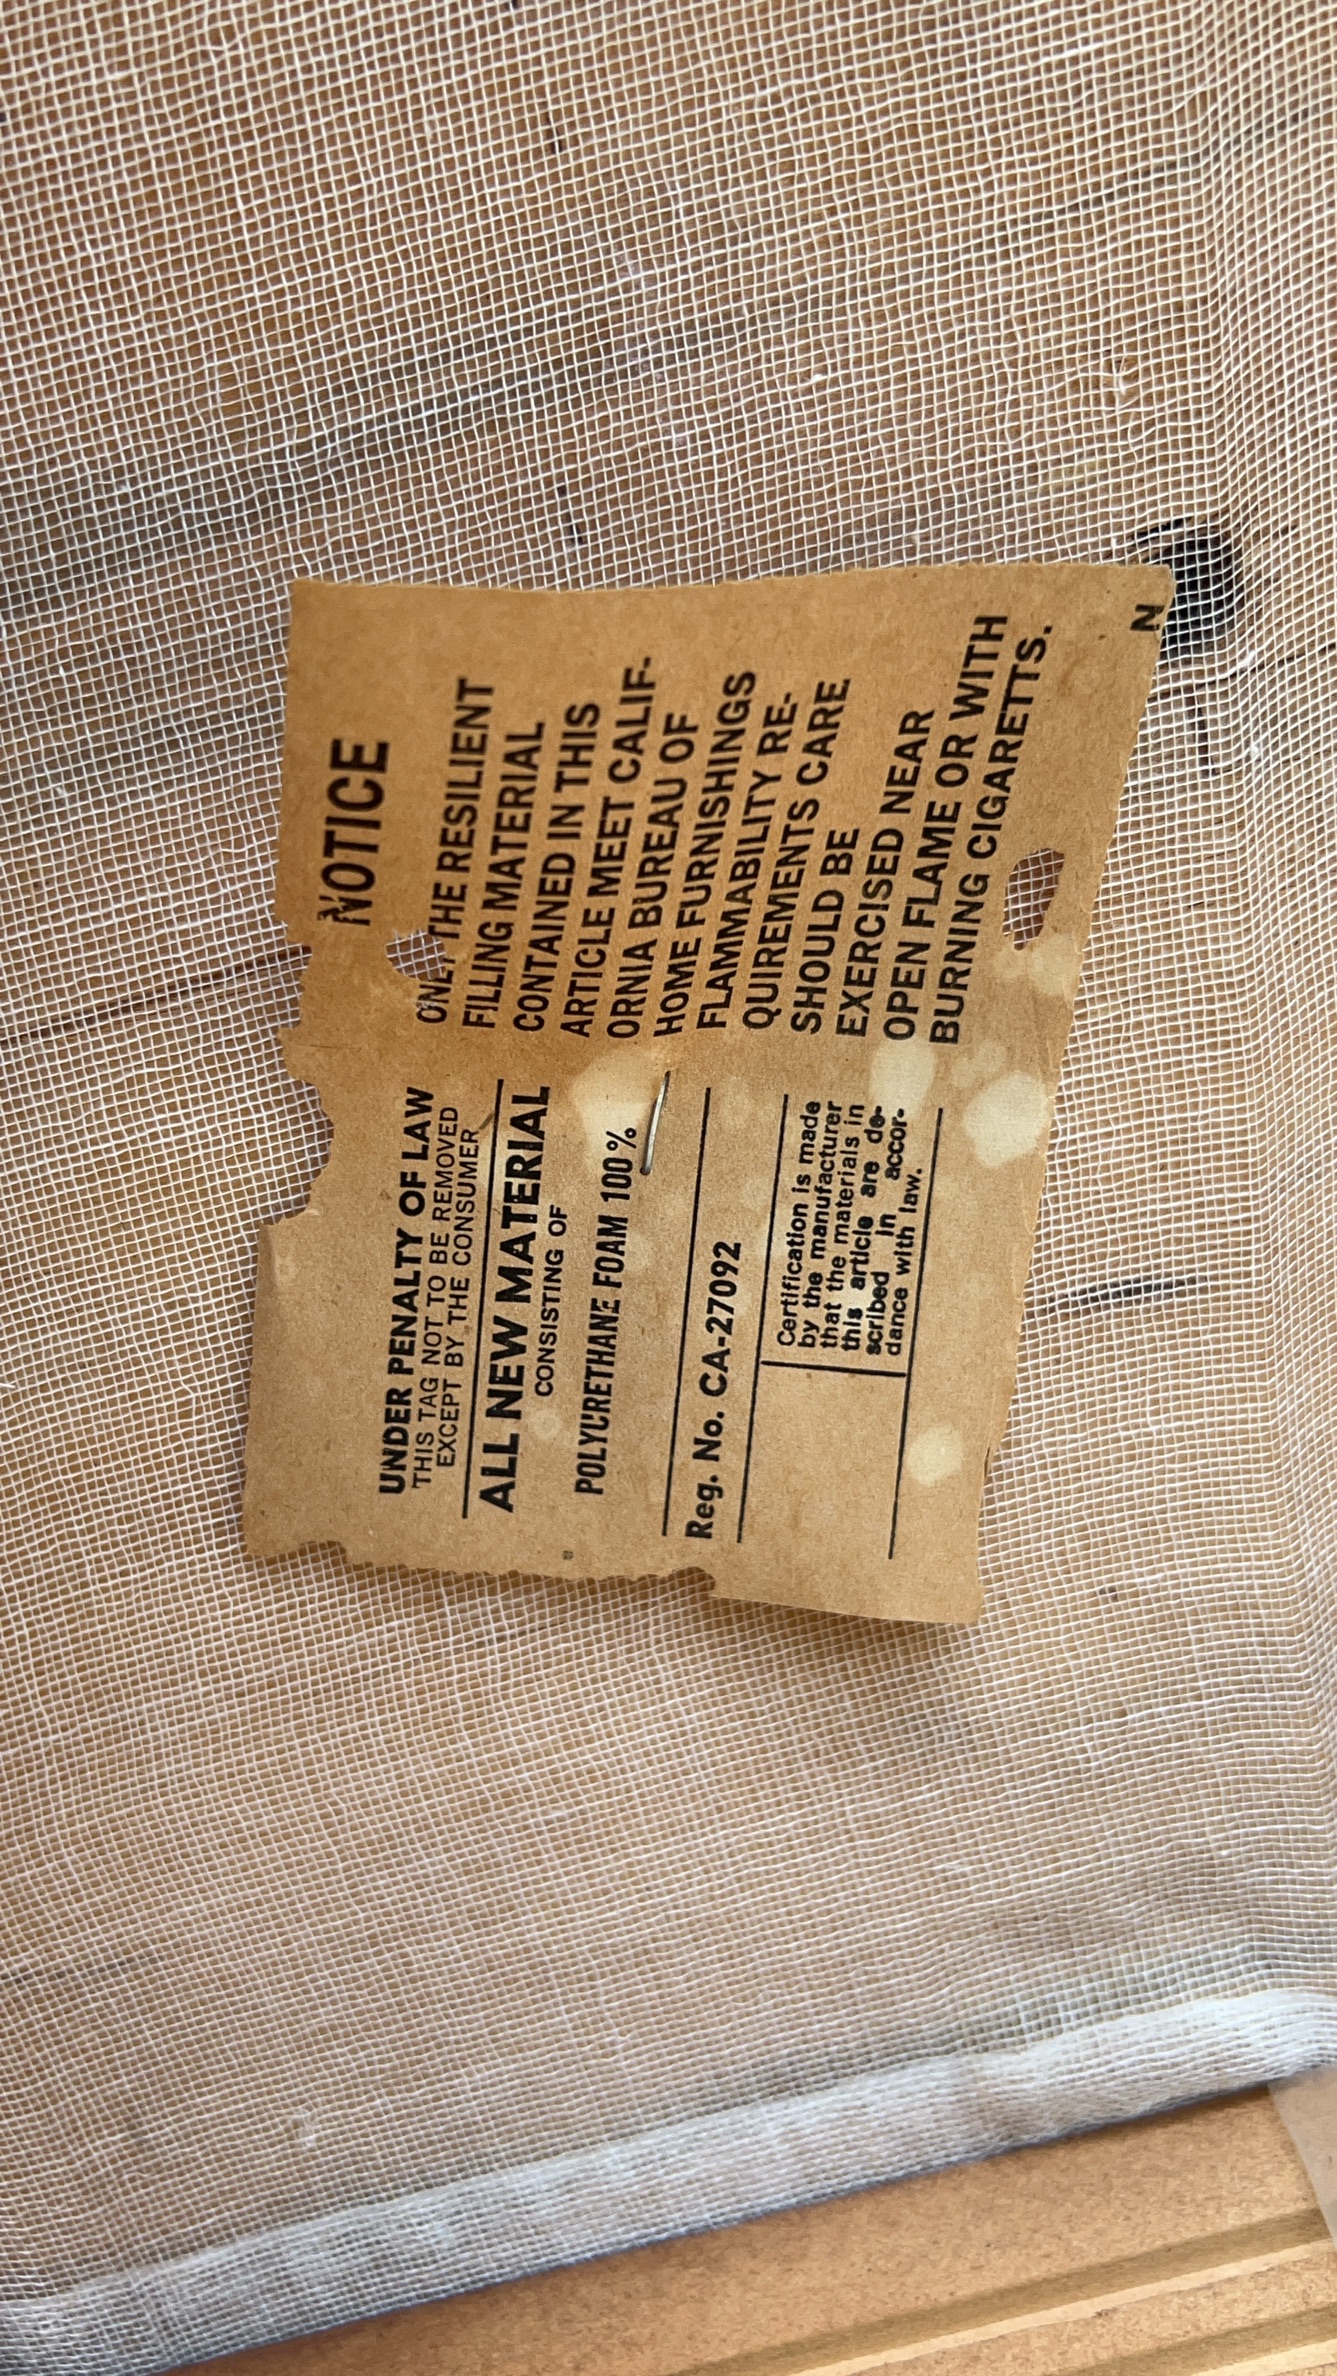 UNDER PENALTY OF LAW
THIS TAG NOT TO BE REMOVED
EXCEPT BY THE CONSUMER
ALL NEW MATERIAL
CONSISTING OF
POLYURETHANE FOAM 100%
Reg. No. CA-27092
Certification is made
by the manufacturer
that the materials in
this article are de-
scribed in accor-
dance with law.
NOTICE
ONLY THE RESILIENT
FILLING MATERIAL
CONTAINED IN THIS
ARTICLE MEET CALIF-
ORNIA BUREAU OF
HOME FURNISHINGS
FLAMMABILITY RE-
QUIREMENTS CARE
SHOULD BE
EXERCISED NEAR
OPEN FLAME OR WITH
BURNING CIGARETTS.
N